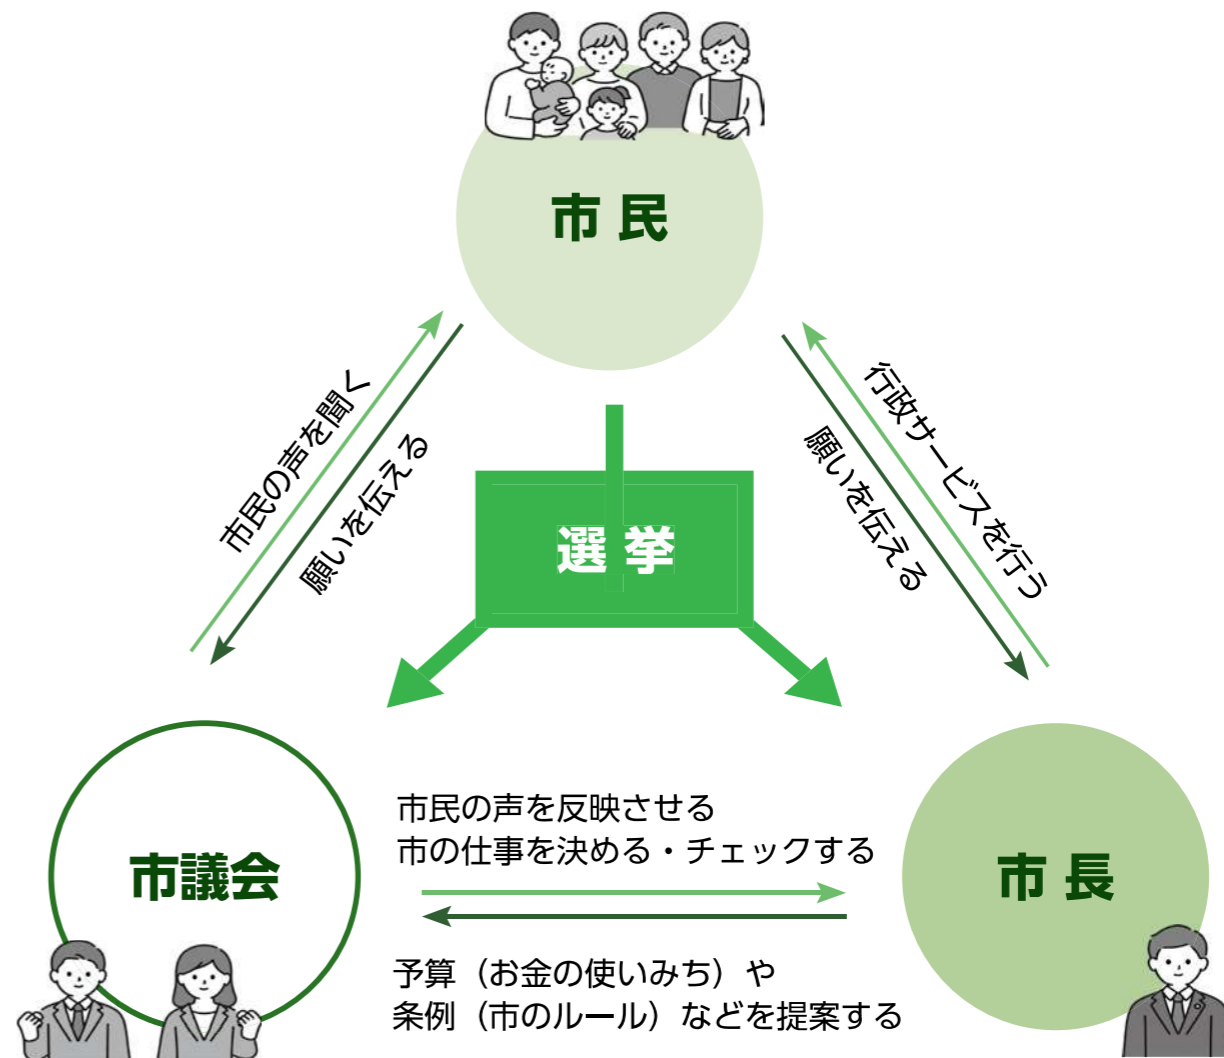 市民
市民の声を聞く
願いを伝える
選挙
願いを伝える
行政サービスを行う
市議会
市民の声を反映させる
市の仕事を決める・チェックする
予算（お金の使いみち）や
条例（市のルール）などを提案する
市長